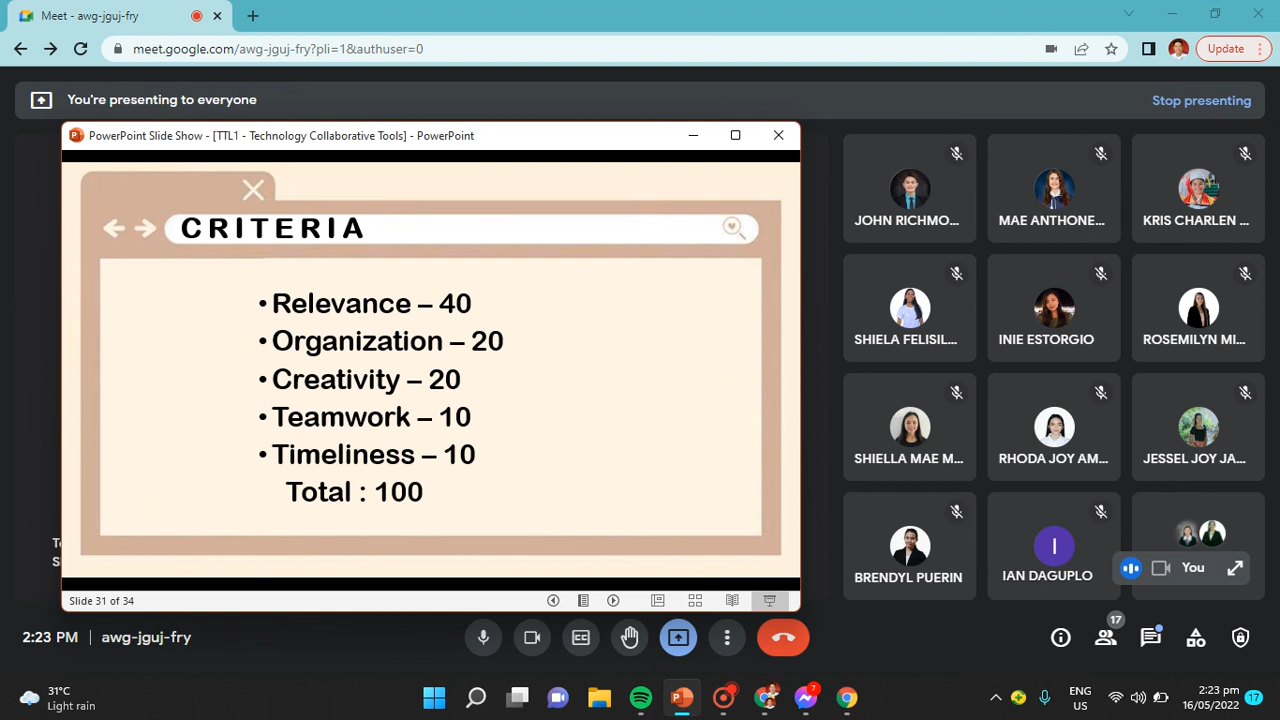 Meet - awg-jguj-fry
meet.google.com/awg-jguj-fry?pli=1&authuser=0
Update
You're presenting to everyone
Stop presenting
PowerPoint Slide Show - [TTL1 - Technology Collaborative Tools] - PowerPoint
CRITERIA
• Relevance – 40
• Organization – 20
• Creativity – 20
• Teamwork – 10
• Timeliness – 10
Total : 100
Slide 31 of 34
JOHN RICHMO...
MAE ANTHONE...
KRIS CHARLEN ...
SHIELA FELISIL...
INIE ESTORGIO
ROSEMILYN MI...
SHIELLA MAE M...
RHODA JOY AM...
JESSEL JOY JA...
BRENDYL PUERIN
I
IAN DAGUPLO
You
2:23 PM
awg-jguj-fry
CC
17
31°C
Light rain
7
ENG
US
2:23 pm
16/05/2022
17